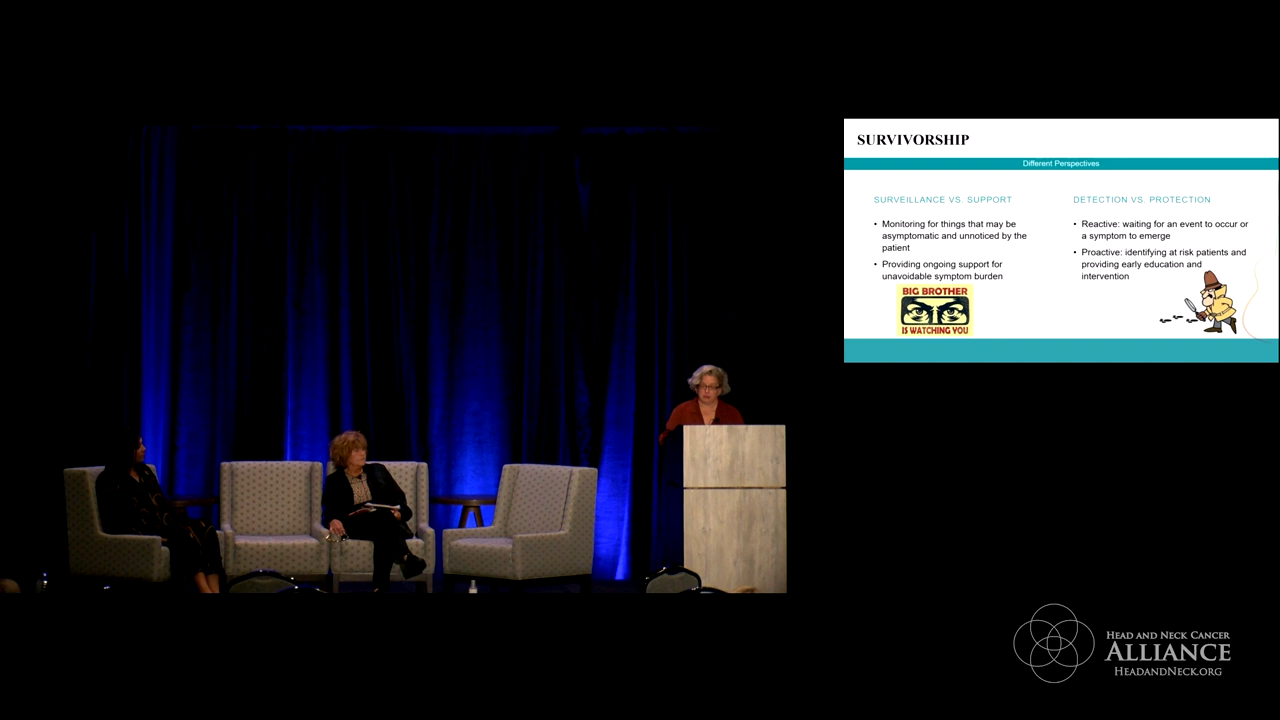 SURVIVORSHIP
Different Perspectives
SURVEILLANCE VS. SUPPORT
• Monitoring for things that may be
asymptomatic and unnoticed by the
patient
• Providing ongoing support for
unavoidable symptom burden
BIG BROTHER
IS WATCHING YOU
DETECTION VS. PROTECTION
• Reactive: waiting for an event to occur or
a symptom to emerge
• Proactive: identifying at risk patients and
providing early education and
intervention
HEAD AND NECK CANCER
ALLIANCE
HEADANDNECK.ORG